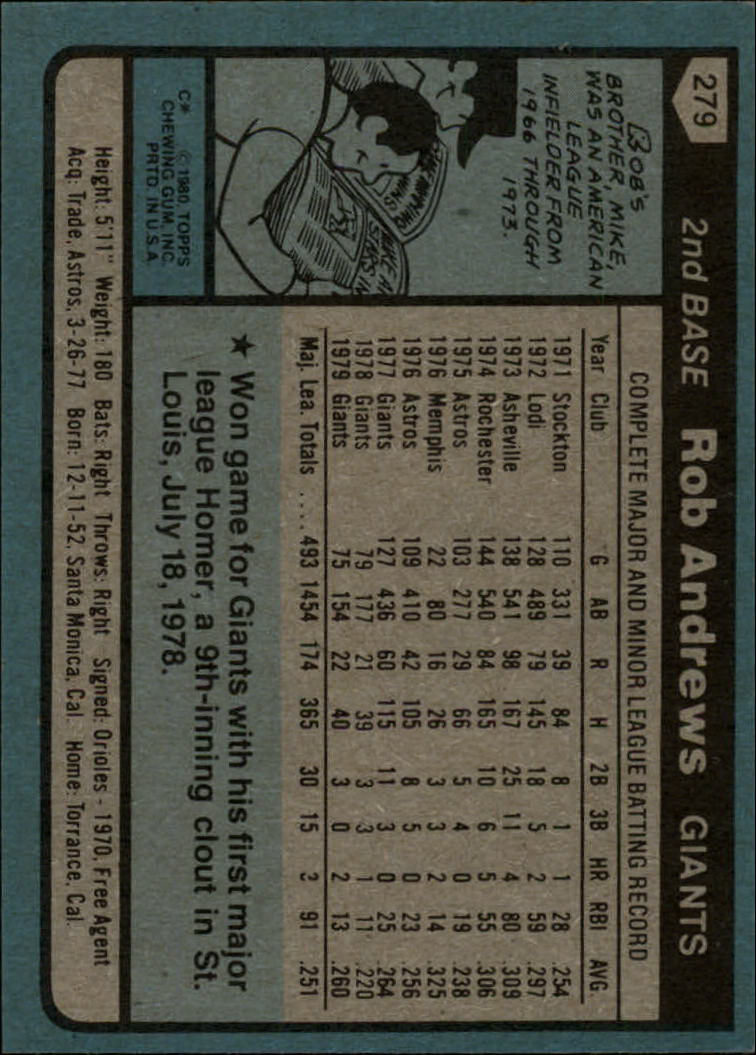 279
2nd BASE Rob Andrews GIANTS
BOB'S
BROTHER, MIKE,
WAS AN AMERICAN
LEAGUE
INFIELDER FROM
1966 THROUGH
1973.
C* © 1980 TOPPS
CHEWING GUM, INC.
PRTD. IN U.S.A.
COMPLETE MAJOR AND MINOR LEAGUE BATTING RECORD
Year Club G AB R H 2B 3B HR RBI AVG.
1971 Stockton 110 331 39 84 8 1 1 28 .254
1972 Lodi 128 489 79 145 18 5 2 59 .297
1973 Asheville 138 541 98 167 25 11 4 80 .309
1974 Rochester 144 540 84 165 10 6 5 55 .306
1975 Astros 103 277 29 66 5 4 0 19 .238
1976 Memphis 22 80 16 26 3 3 2 14 .325
1976 Astros 109 410 42 105 8 5 0 23 .256
1977 Giants 127 436 60 115 11 3 0 25 .264
1978 Giants 79 177 21 39 3 3 1 11 .220
1979 Giants 75 154 22 40 3 0 2 13 .260
Maj. Lea. Totals .... 493 1454 174 365 30 15 3 91 .251
★ Won game for Giants with his first major
league Homer, a 9th-inning clout in St.
Louis, July 18, 1978.
Height: 5'11" Weight: 180 Bats: Right Throws: Right Signed: Orioles - 1970, Free Agent
Acq: Trade, Astros, 3-26-77 Born: 12-11-52, Santa Monica, Cal. Home: Torrance, Cal.